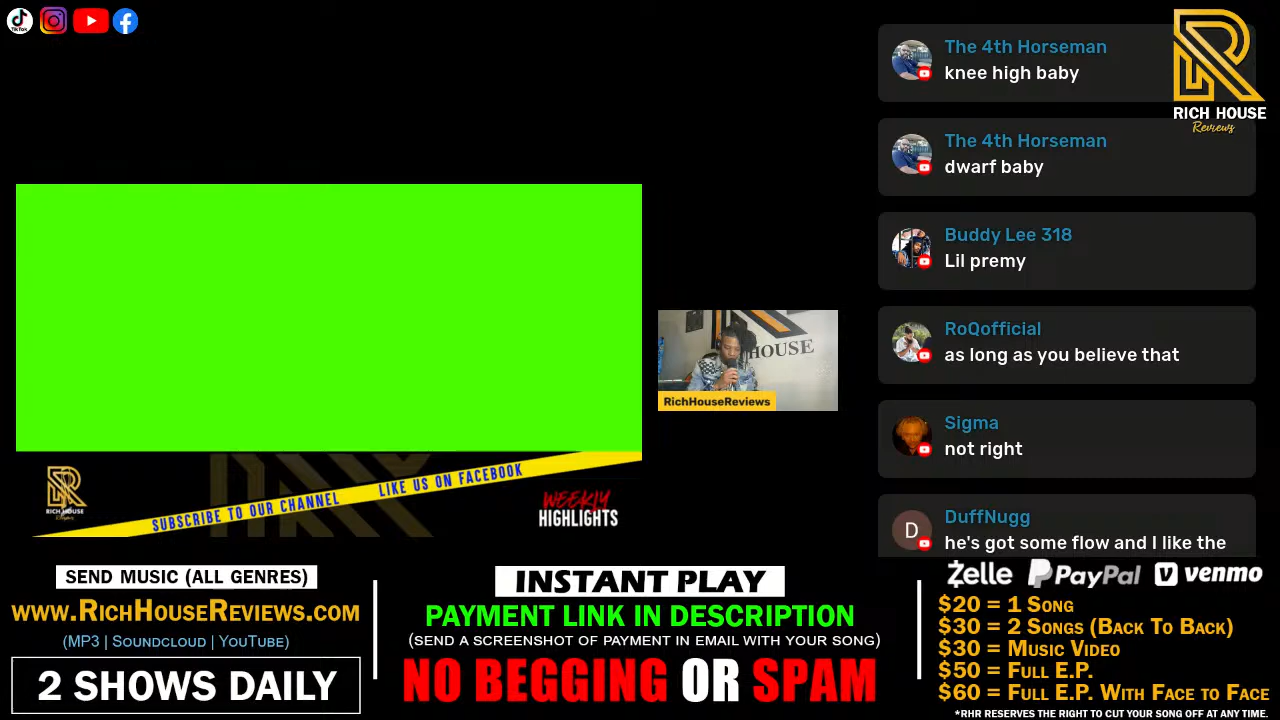 TikTok
The 4th Horseman
knee high baby
RICH HOUSE
Reviews
The 4th Horseman
dwarf baby
Buddy Lee 318
Lil premy
RoQofficial
as long as you believe that
HOUSE
RichHouseReviews
Sigma
not right
D
DuffNugg
he's got some flow and I like the
RICH HOUSE
SUBSCRIBE TO OUR CHANNEL
LIKE US ON FACEBOOK
WEEKLY
HIGHLIGHTS
SEND MUSIC (ALL GENRES)
www.RichHouseReviews.com
(MP3 | SoundCloud | YouTube)
2 SHOWS DAILY
INSTANT PLAY
PAYMENT LINK IN DESCRIPTION
(SEND A SCREENSHOT OF PAYMENT IN EMAIL WITH YOUR SONG)
NO BEGGING OR SPAM
Zelle PayPal venmo
$20 = 1 Song
$30 = 2 Songs (Back To Back)
$30 = Music Video
$50 = Full E.P.
$60 = Full E.P. With Face to Face
*RHR RESERVES THE RIGHT TO CUT YOUR SONG OFF AT ANY TIME.